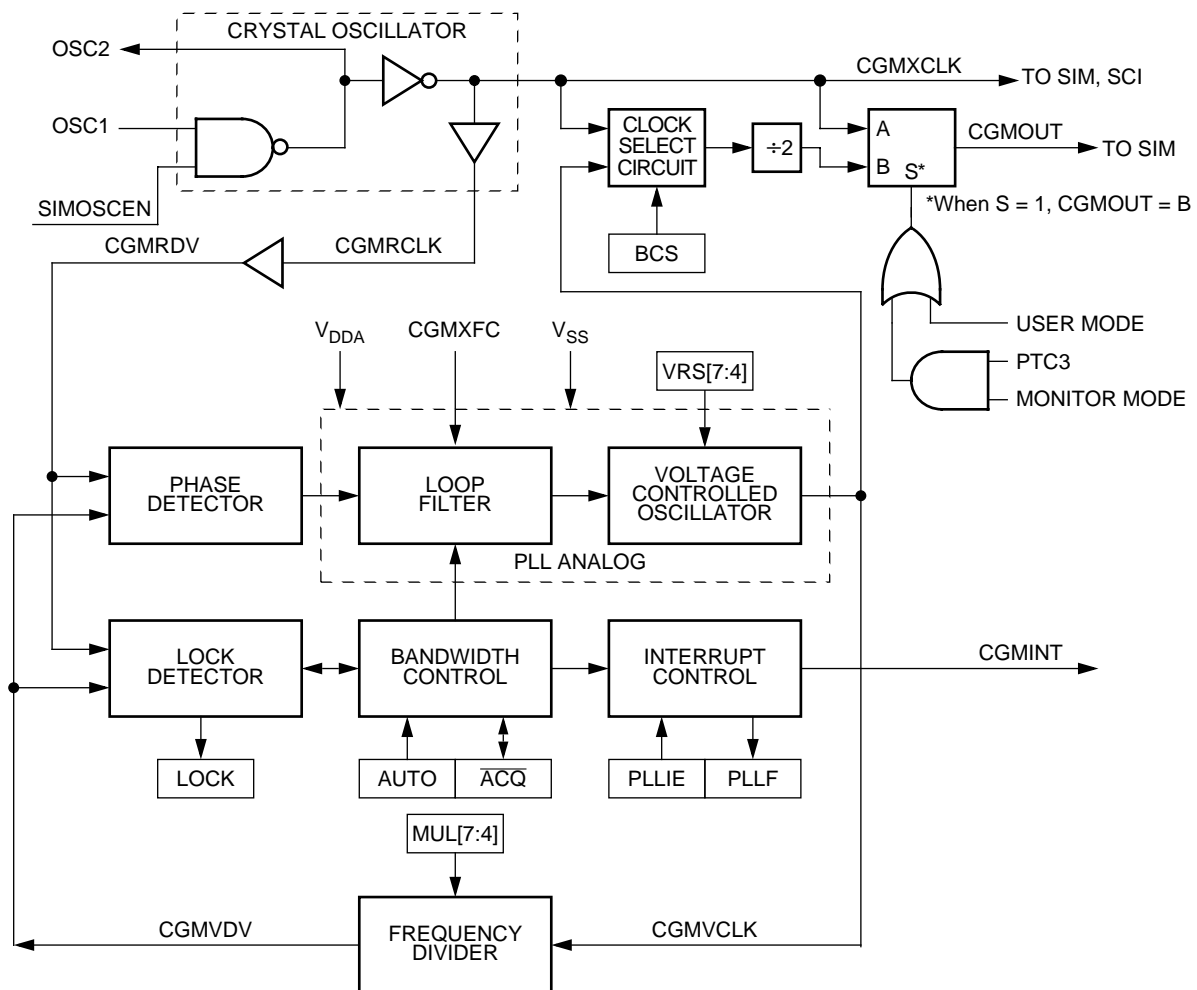 CRYSTAL OSCILLATOR
OSC2
CGMXCLK
TO SIM, SCI
OSC1
CLOCK
SELECT
CIRCUIT
÷2
A
B
S*
CGMOUT
TO SIM
SIMOSCEN
*When S = 1, CGMOUT = B
CGMRDV
CGMRCLK
BCS
USER MODE
PTC3
MONITOR MODE
VDDA
CGMXFC
VSS
VRS[7:4]
PHASE
DETECTOR
LOOP
FILTER
VOLTAGE
CONTROLLED
OSCILLATOR
PLL ANALOG
LOCK
DETECTOR
BANDWIDTH
CONTROL
INTERRUPT
CONTROL
CGMINT
LOCK
AUTO
A̅C̅Q̅
PLLIE
PLLF
MUL[7:4]
CGMVDV
FREQUENCY
DIVIDER
CGMVCLK